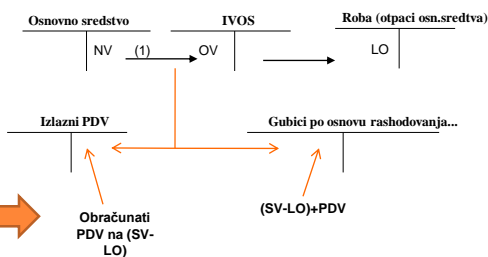 Osnovno sredstvo
IVOS
Roba (otpaci osn.sredtva)
NV
(1)
OV
LO
Izlazni PDV
Gubici po osnovu rashodovanja...
Obračunati
PDV na (SV-
LO)
(SV-LO)+PDV